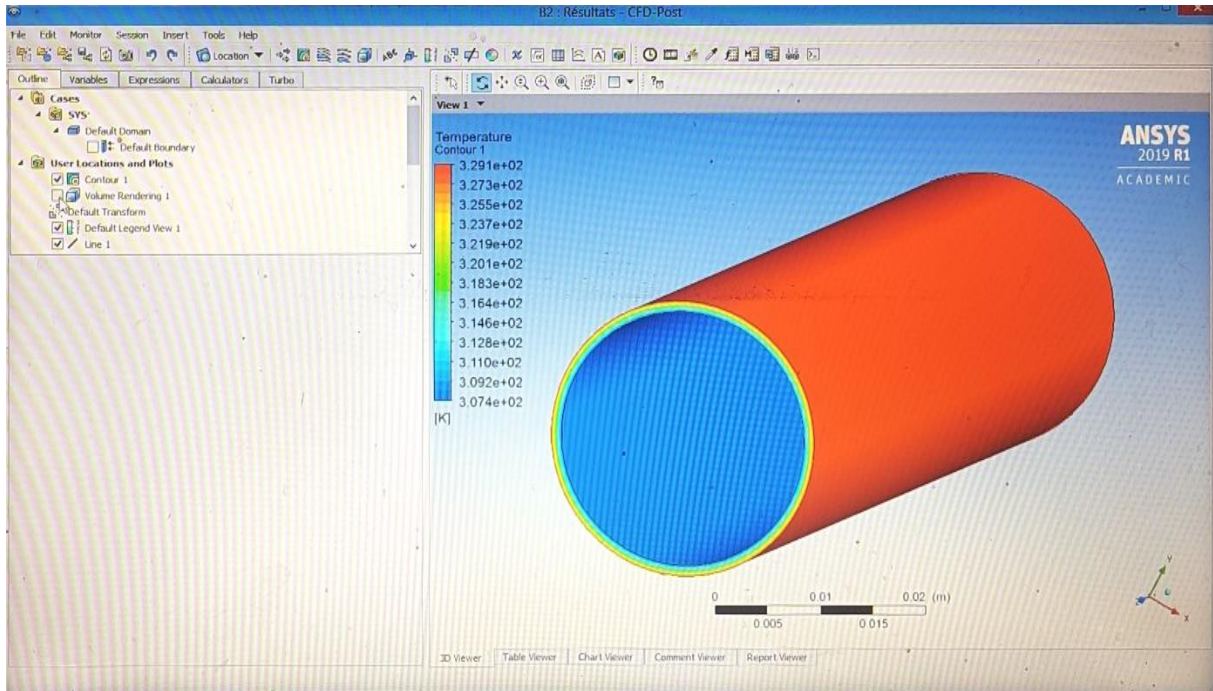 B2 : Résultats - CFD-Post
File Edit Monitor Session Insert Tools Help
Location
Outline Variables Expressions Calculators Turbo
Cases
SYS
Default Domain
Default Boundary
User Locations and Plots
Contour 1
Volume Rendering 1
Default Transform
Default Legend View 1
Line 1
View 1
Temperature
Contour 1
3.291e+02
3.273e+02
3.255e+02
3.237e+02
3.219e+02
3.201e+02
3.183e+02
3.164e+02
3.146e+02
3.128e+02
3.110e+02
3.092e+02
3.074e+02
[K]
ANSYS
2019 R1
ACADEMIC
0 0.01 0.02 (m)
0.005 0.015
Y
X
3D Viewer Table Viewer Chart Viewer Comment Viewer Report Viewer